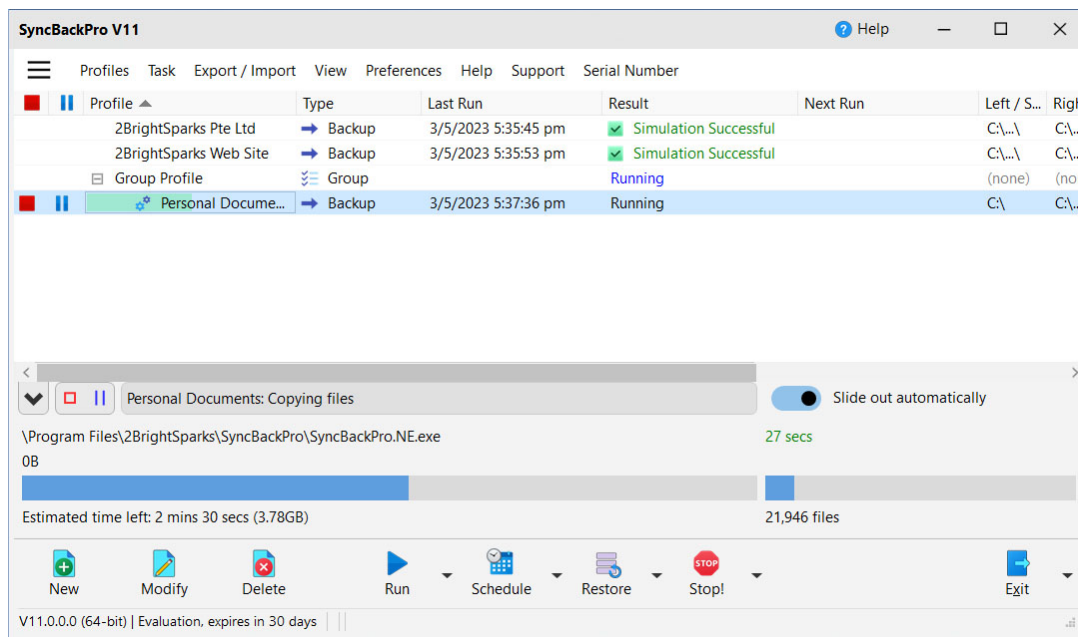 SyncBackPro V11
? Help
Profiles Task Export / Import View Preferences Help Support Serial Number
Profile Type Last Run Result Next Run Left / S...
2BrightSparks Pte Ltd Backup 3/5/2023 5:35:45 pm Simulation Successful C:\...\ C:\..
2BrightSparks Web Site Backup 3/5/2023 5:35:53 pm Simulation Successful C:\...\ C:\..
Group Profile Group Running (none) (no
Personal Docume... Backup 3/5/2023 5:37:36 pm Running C:\ C:\..
Personal Documents: Copying files
Slide out automatically
\Program Files\2BrightSparks\SyncBackPro\SyncBackPro.NE.exe
27 secs
0B
Estimated time left: 2 mins 30 secs (3.78GB)
21,946 files
STOP
New Modify Delete Run Schedule Restore Stop! Exit
V11.0.0.0 (64-bit) | Evaluation, expires in 30 days